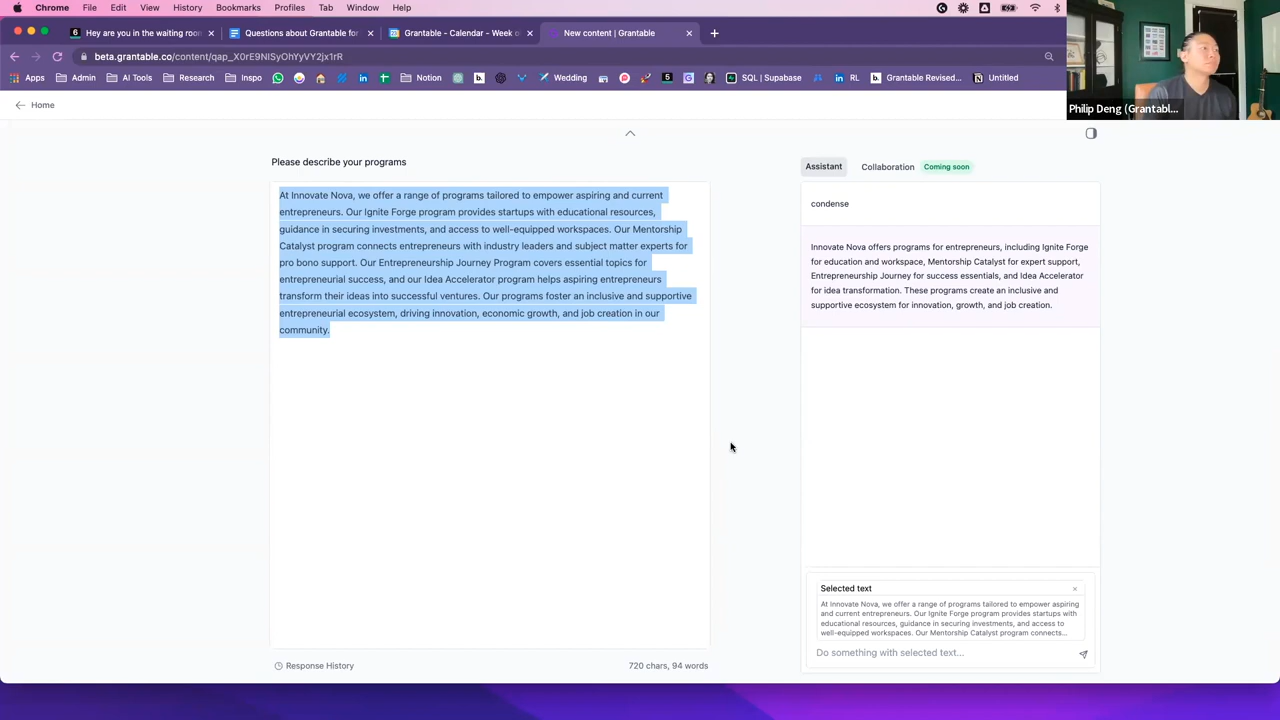 Chrome File Edit View History Bookmarks Profiles Tab Window Help
6 Hey are you in the waiting room × Questions about Grantable for × Grantable - Calendar - Week o × New content | Grantable × +
beta.grantable.co/content/qap_X0rE9NISyOhYyVY2jx1rR
Apps Admin AI Tools Research Inspo Notion Wedding SQL | Supabase RL Grantable Revised... Untitled
Philip Deng (Grantabl...
Home
Please describe your programs
At Innovate Nova, we offer a range of programs tailored to empower aspiring and current
entrepreneurs. Our Ignite Forge program provides startups with educational resources,
guidance in securing investments, and access to well-equipped workspaces. Our Mentorship
Catalyst program connects entrepreneurs with industry leaders and subject matter experts for
pro bono support. Our Entrepreneurship Journey Program covers essential topics for
entrepreneurial success, and our Idea Accelerator program helps aspiring entrepreneurs
transform their ideas into successful ventures. Our programs foster an inclusive and supportive
entrepreneurial ecosystem, driving innovation, economic growth, and job creation in our
community.
Response History
720 chars, 94 words
Assistant Collaboration Coming soon
condense
Innovate Nova offers programs for entrepreneurs, including Ignite Forge
for education and workspace, Mentorship Catalyst for expert support,
Entrepreneurship Journey for success essentials, and Idea Accelerator
for idea transformation. These programs create an inclusive and
supportive ecosystem for innovation, growth, and job creation.
Selected text ×
At Innovate Nova, we offer a range of programs tailored to empower aspiring
and current entrepreneurs. Our Ignite Forge program provides startups with
educational resources, guidance in securing investments, and access to
well-equipped workspaces. Our Mentorship Catalyst program connects...
Do something with selected text...